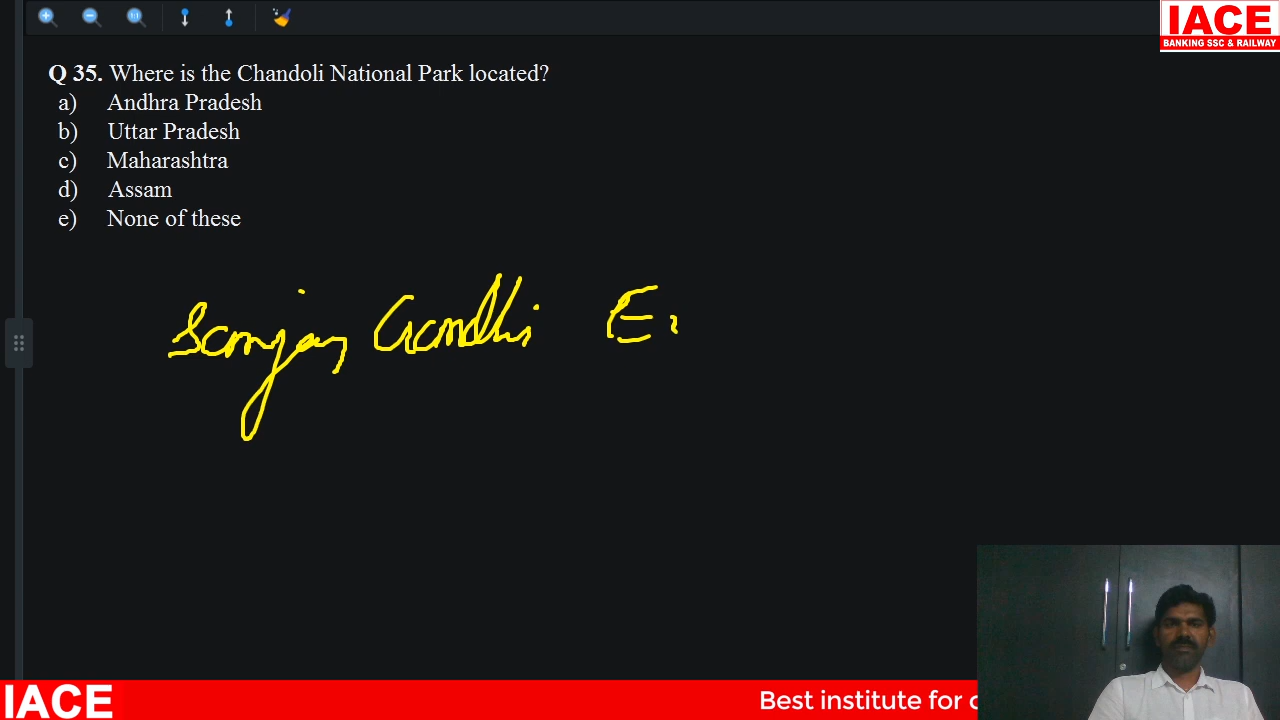 IACE
BANKING SSC & RAILWAY
Q 35. Where is the Chandoli National Park located?
a) Andhra Pradesh
b) Uttar Pradesh
c) Maharashtra
d) Assam
e) None of these
Sanjay Gandhi
IACE
Best institute for